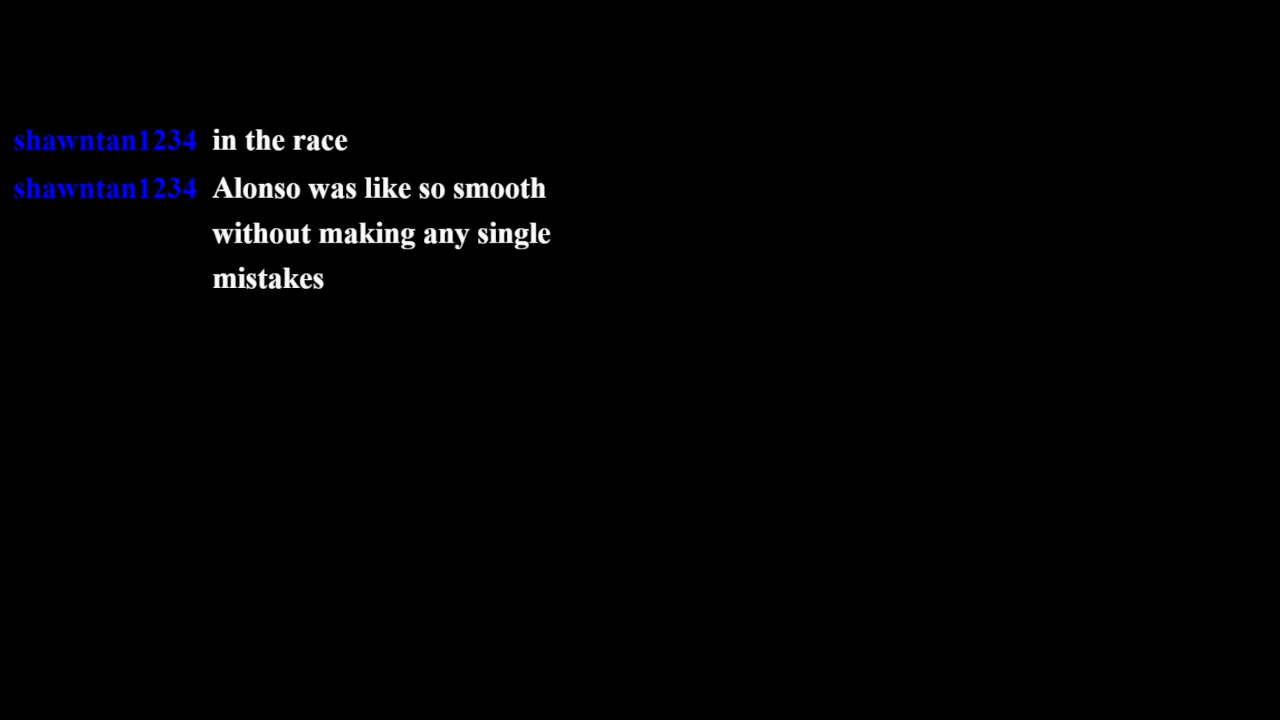 shawntan1234 in the race
shawntan1234 Alonso was like so smooth
without making any single
mistakes